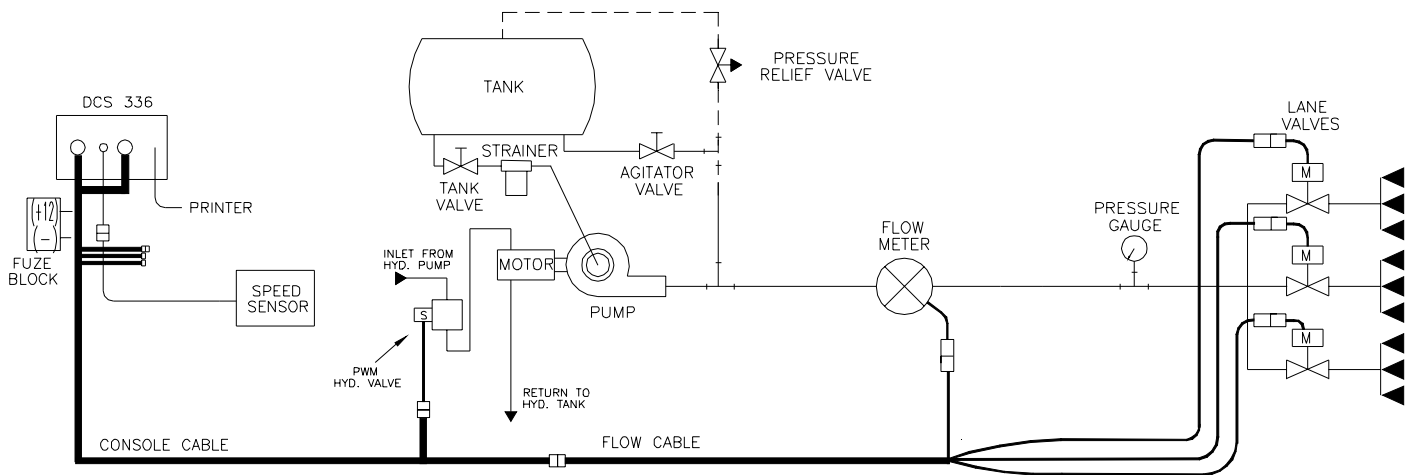 DCS 336
PRINTER
(+12)
(-)
FUZE
BLOCK
SPEED
SENSOR
TANK
PRESSURE
RELIEF VALVE
STRAINER
TANK
VALVE
AGITATOR
VALVE
INLET FROM
HYD. PUMP
MOTOR
PUMP
S
PWM
HYD. VALVE
RETURN TO
HYD. TANK
FLOW
METER
PRESSURE
GAUGE
LANE
VALVES
M
M
M
CONSOLE CABLE
FLOW CABLE